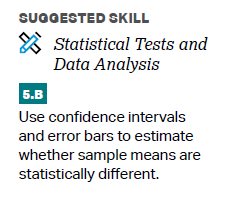 SUGGESTED SKILL
Statistical Tests and
Data Analysis
5.B
Use confidence intervals
and error bars to estimate
whether sample means are
statistically different.